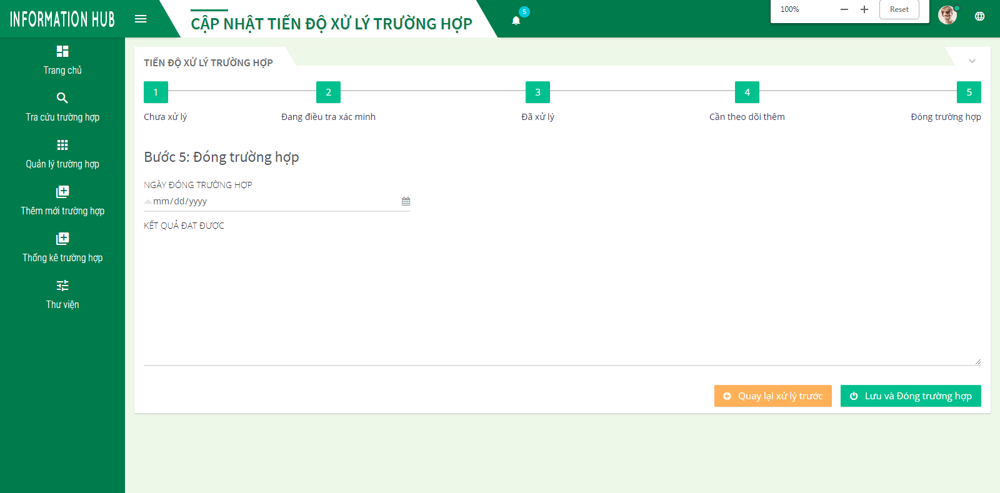 INFORMATION HUB
CẬP NHẬT TIẾN ĐỘ XỬ LÝ TRƯỜNG HỢP
5
100%
Reset
Trang chủ
Tra cứu trường hợp
Quản lý trường hợp
Thêm mới trường hợp
Thống kê trường hợp
Thư viện
TIẾN ĐỘ XỬ LÝ TRƯỜNG HỢP
1 2 3 4 5
Chưa xử lý Đang điều tra xác minh Đã xử lý Cần theo dõi thêm Đóng trường hợp
Bước 5: Đóng trường hợp
NGÀY ĐÓNG TRƯỜNG HỢP
mm/dd/yyyy
KẾT QUẢ ĐẠT ĐƯỢC
Quay lại xử lý trước Lưu và Đóng trường hợp